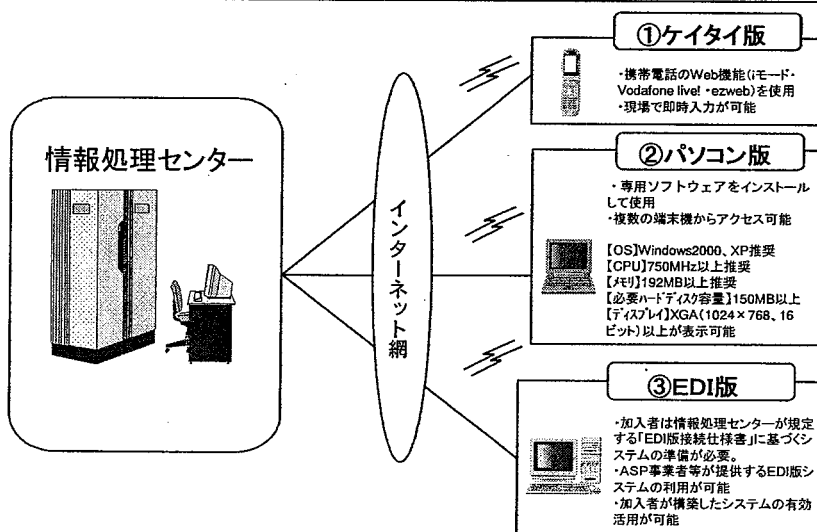 ①ケイタイ版
・携帯電話のWeb機能(iモード・
Vodafone live!・ezweb)を使用
・現場で即時入力が可能
情報処理センター
インターネット網
②パソコン版
・専用ソフトウェアをインストール
して使用
・複数の端末機からアクセス可能
【OS】Windows2000、XP推奨
【CPU】750MHz以上推奨
【メモリ】192MB以上推奨
【必要ハードディスク容量】150MB以上
【ディスプレイ】XGA(1024×768、16
ビット)以上が表示可能
③EDI版
・加入者は情報処理センターが規定
する「EDI版接続仕様書」に基づくシ
ステムの準備が必要。
・ASP事業者等が提供するEDI版シ
ステムの利用が可能
・加入者が構築したシステムの有効
活用が可能